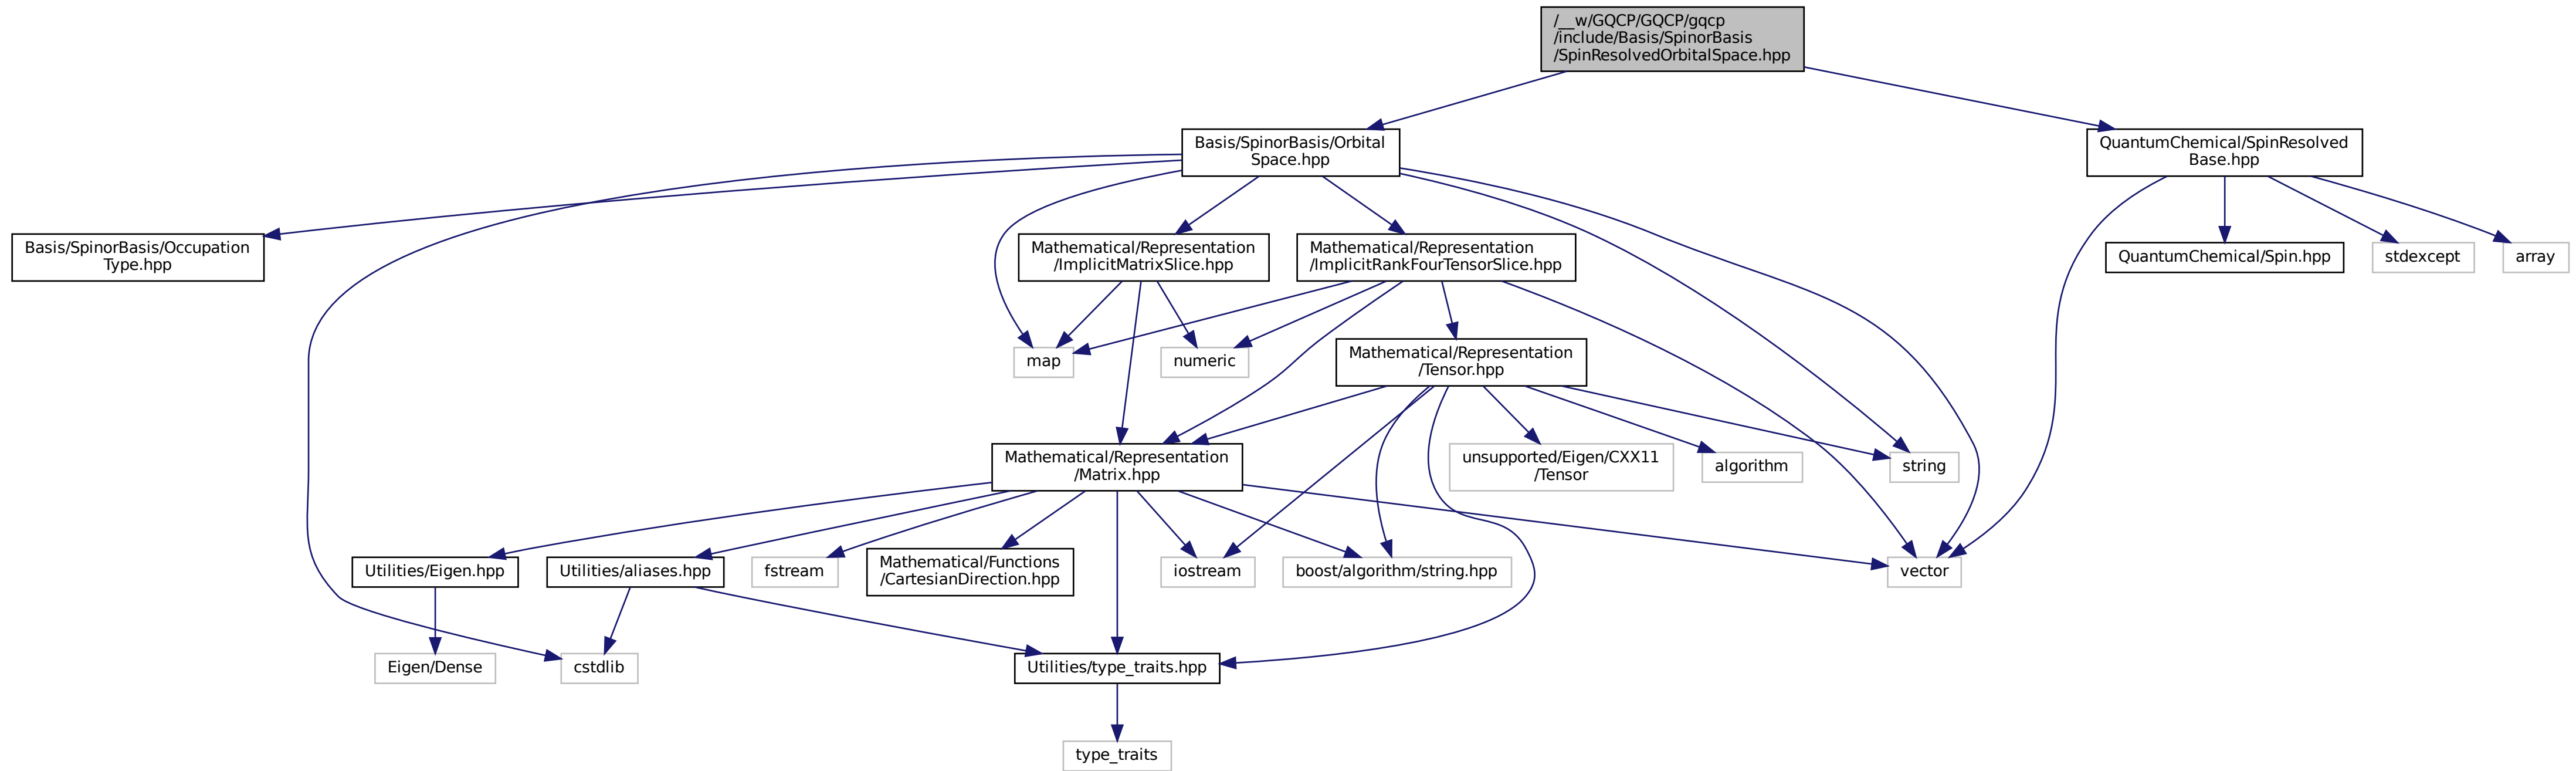 /__w/GQCP/GQCP/gqcp
/include/Basis/SpinorBasis
/SpinResolvedOrbitalSpace.hpp
Basis/SpinorBasis/Orbital
Space.hpp
QuantumChemical/SpinResolved
Base.hpp
Basis/SpinorBasis/Occupation
Type.hpp
Mathematical/Representation
/ImplicitMatrixSlice.hpp
Mathematical/Representation
/ImplicitRankFourTensorSlice.hpp
QuantumChemical/Spin.hpp
stdexcept
array
map
numeric
Mathematical/Representation
/Tensor.hpp
Mathematical/Representation
/Matrix.hpp
unsupported/Eigen/CXX11
/Tensor
algorithm
string
Utilities/Eigen.hpp
Utilities/aliases.hpp
fstream
Mathematical/Functions
/CartesianDirection.hpp
iostream
boost/algorithm/string.hpp
vector
Eigen/Dense
cstdlib
Utilities/type_traits.hpp
type_traits